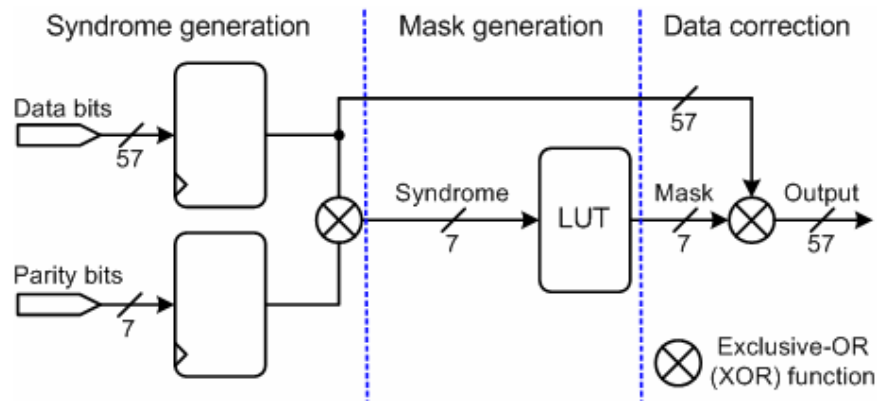 Syndrome generation
Mask generation
Data correction
Data bits
57
57
Syndrome
7
LUT
Mask
7
Output
57
Parity bits
7
Exclusive-OR
(XOR) function